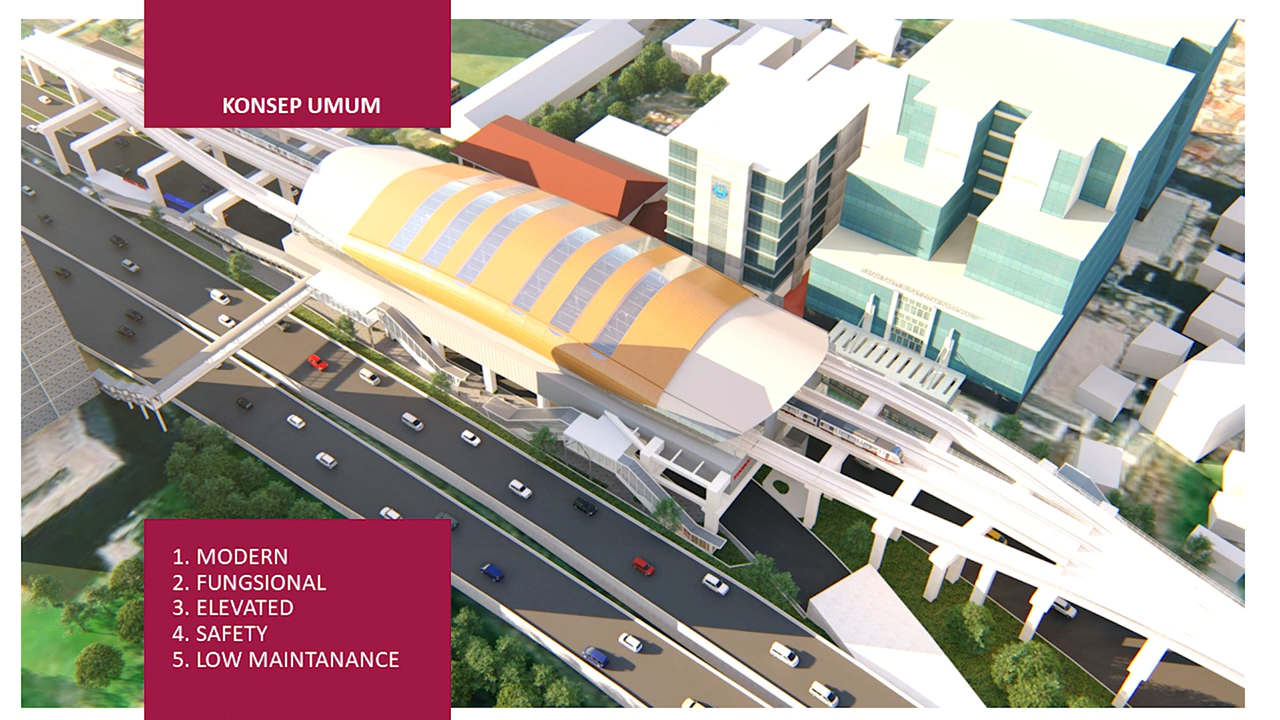 KONSEP UMUM
1. MODERN
2. FUNGSIONAL
3. ELEVATED
4. SAFETY
5. LOW MAINTANANCE